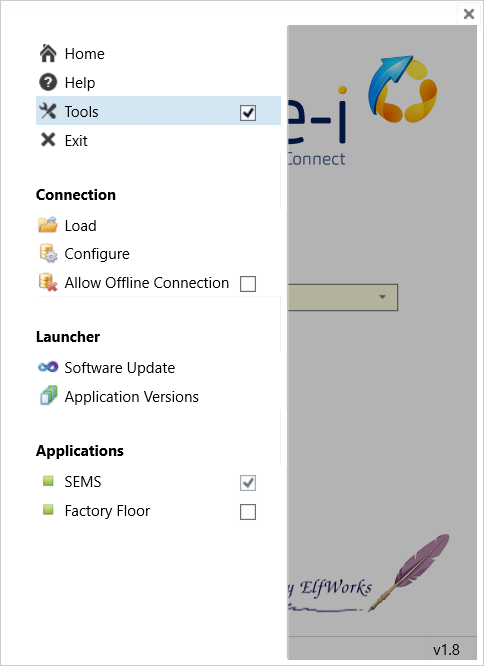 Home
Help
Tools
Exit
Connection
Load
Configure
Allow Offline Connection
Launcher
Software Update
Application Versions
Applications
SEMS
Factory Floor
e-i
Connect
y ElfWorks
v1.8